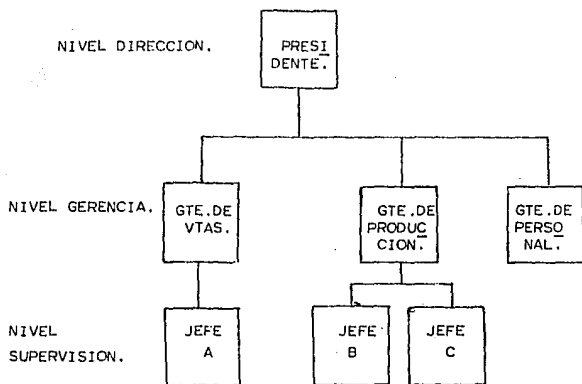 NIVEL DIRECCION.
PRESI
DENTE.
NIVEL GERENCIA.
GTE.DE
VTAS.
GTE.DE
PRODUC
CION.
GTE.DE
PERSO
NAL.
NIVEL
SUPERVISION.
JEFE
A
JEFE
B
JEFE
C